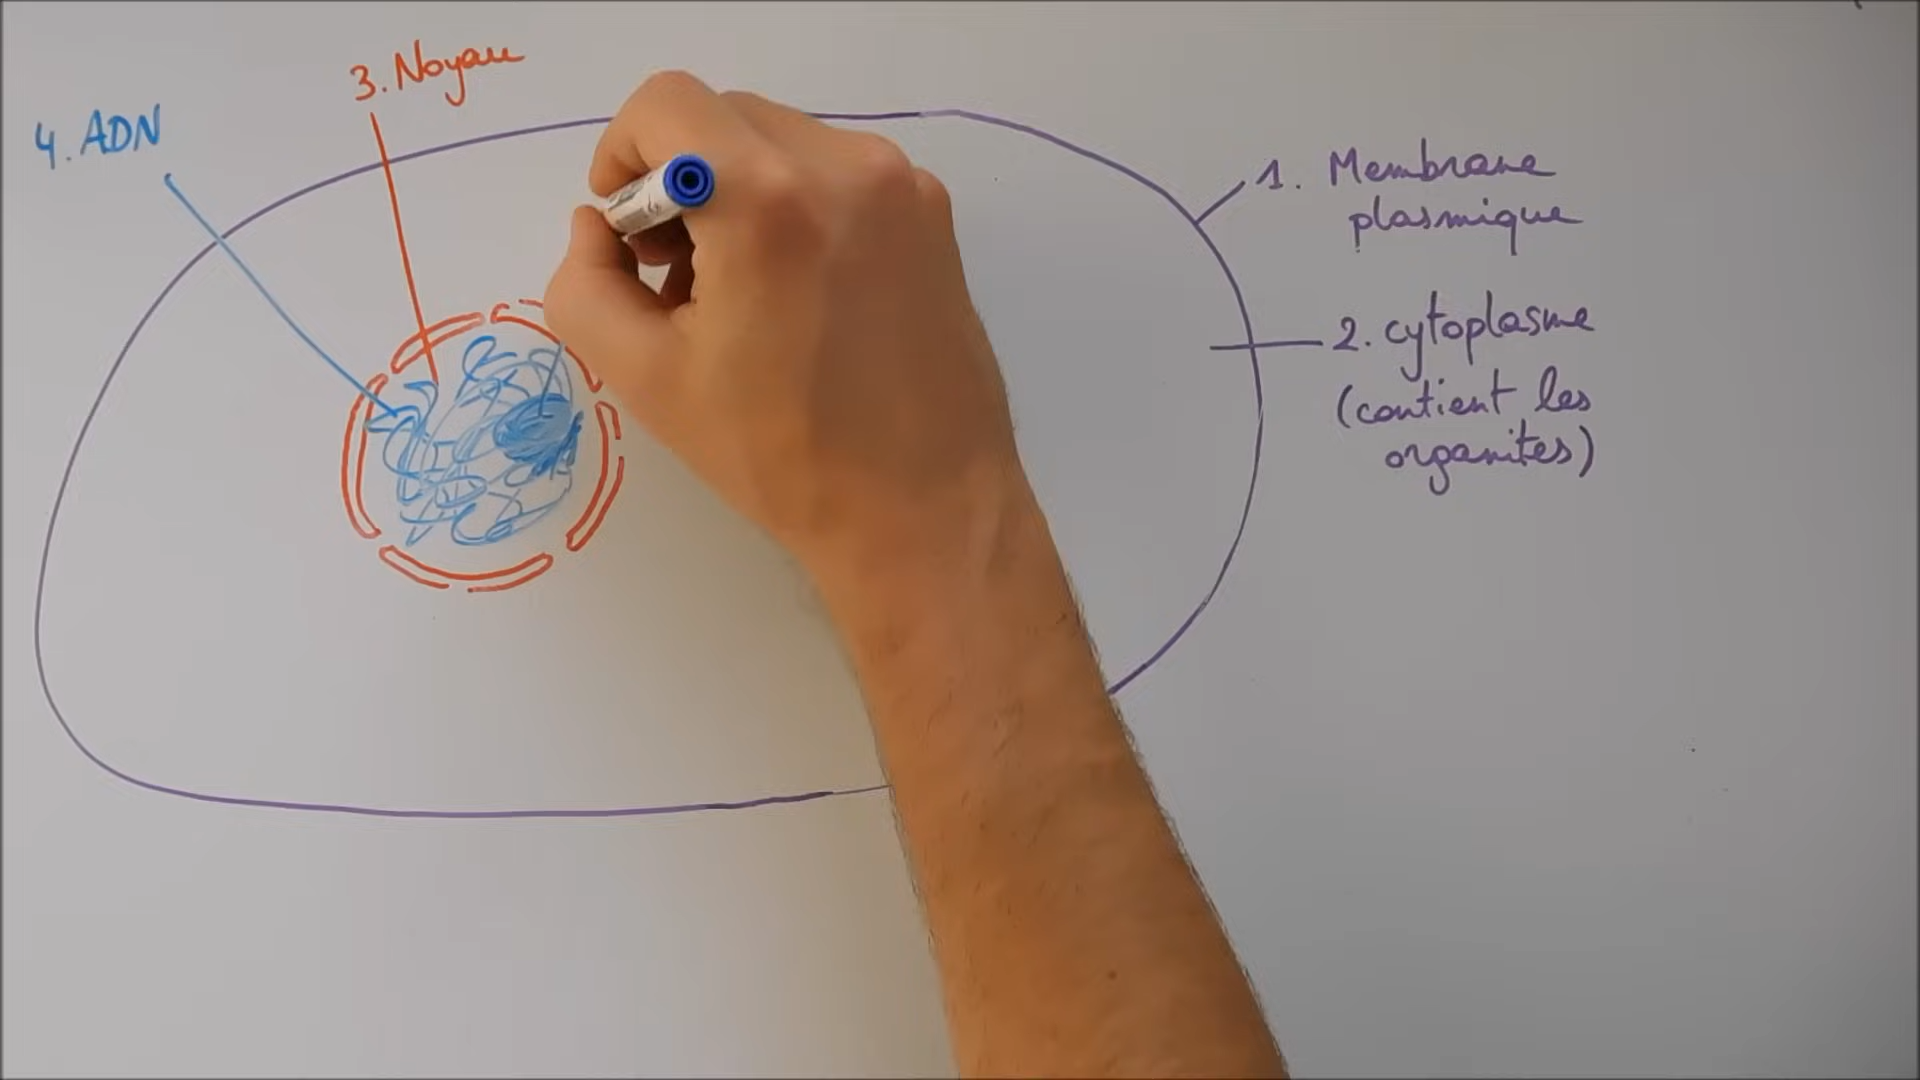 3. Noyau
4. ADN
1. Membrane
plasmique
2. cytoplasme
(contient les
organites)